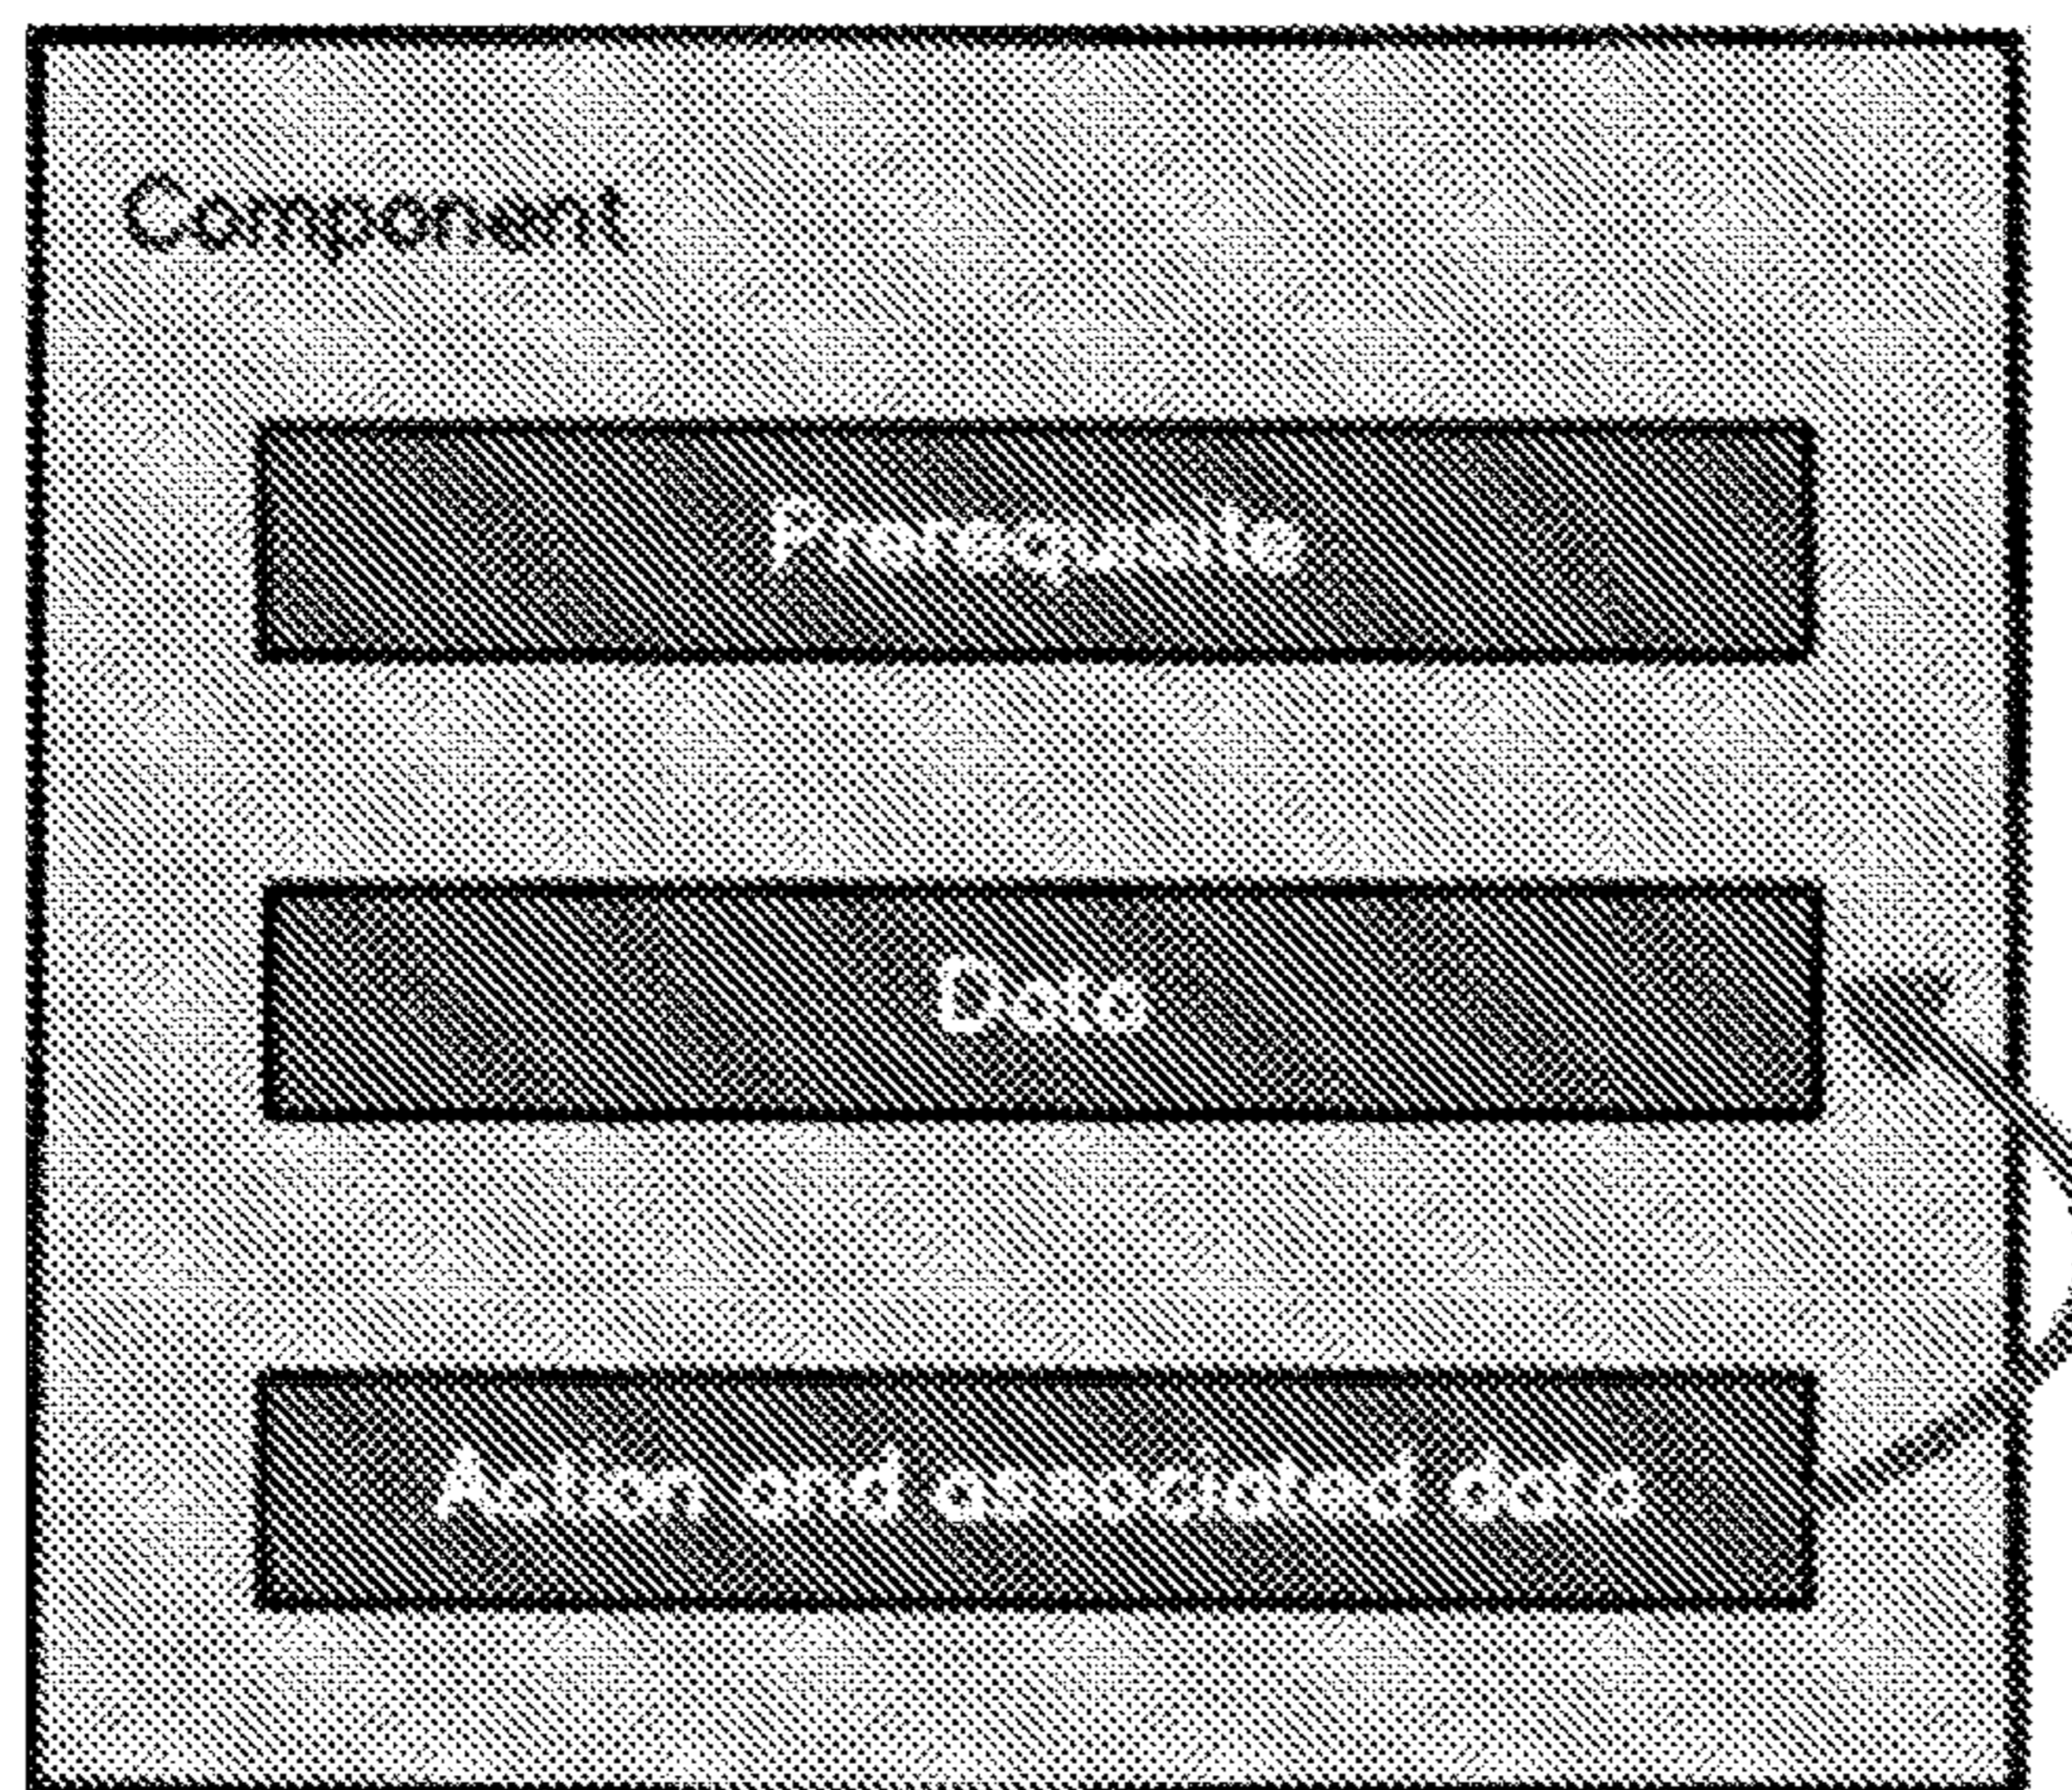 Component
Prerequisite
Data
Action and associated data